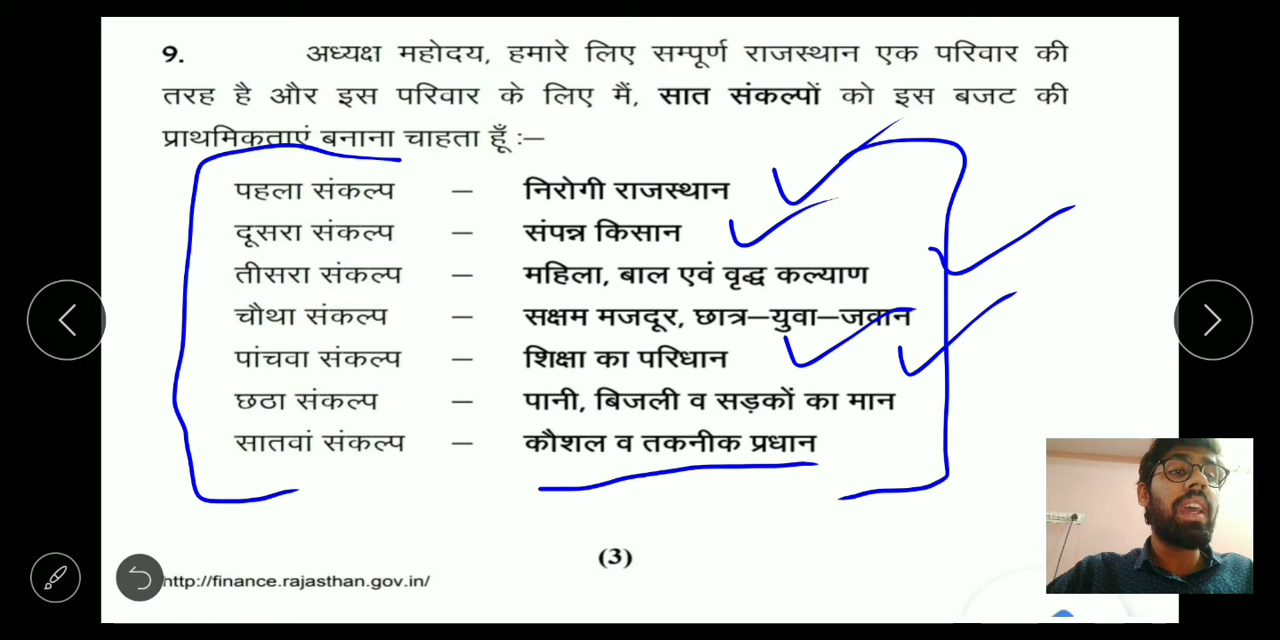 9. अध्यक्ष महोदय, हमारे लिए सम्पूर्ण राजस्थान एक परिवार की
तरह है और इस परिवार के लिए मैं, सात संकल्पों को इस बजट की
प्राथमिकताएं बनाना चाहता हूँ :–
पहला संकल्प – निरोगी राजस्थान
दूसरा संकल्प – संपन्न किसान
तीसरा संकल्प – महिला, बाल एवं वृद्ध कल्याण
चौथा संकल्प – सक्षम मजदूर, छात्र–युवा–जवान
पांचवा संकल्प – शिक्षा का परिधान
छठा संकल्प – पानी, बिजली व सड़कों का मान
सातवां संकल्प – कौशल व तकनीक प्रधान
(3)
http://finance.rajasthan.gov.in/